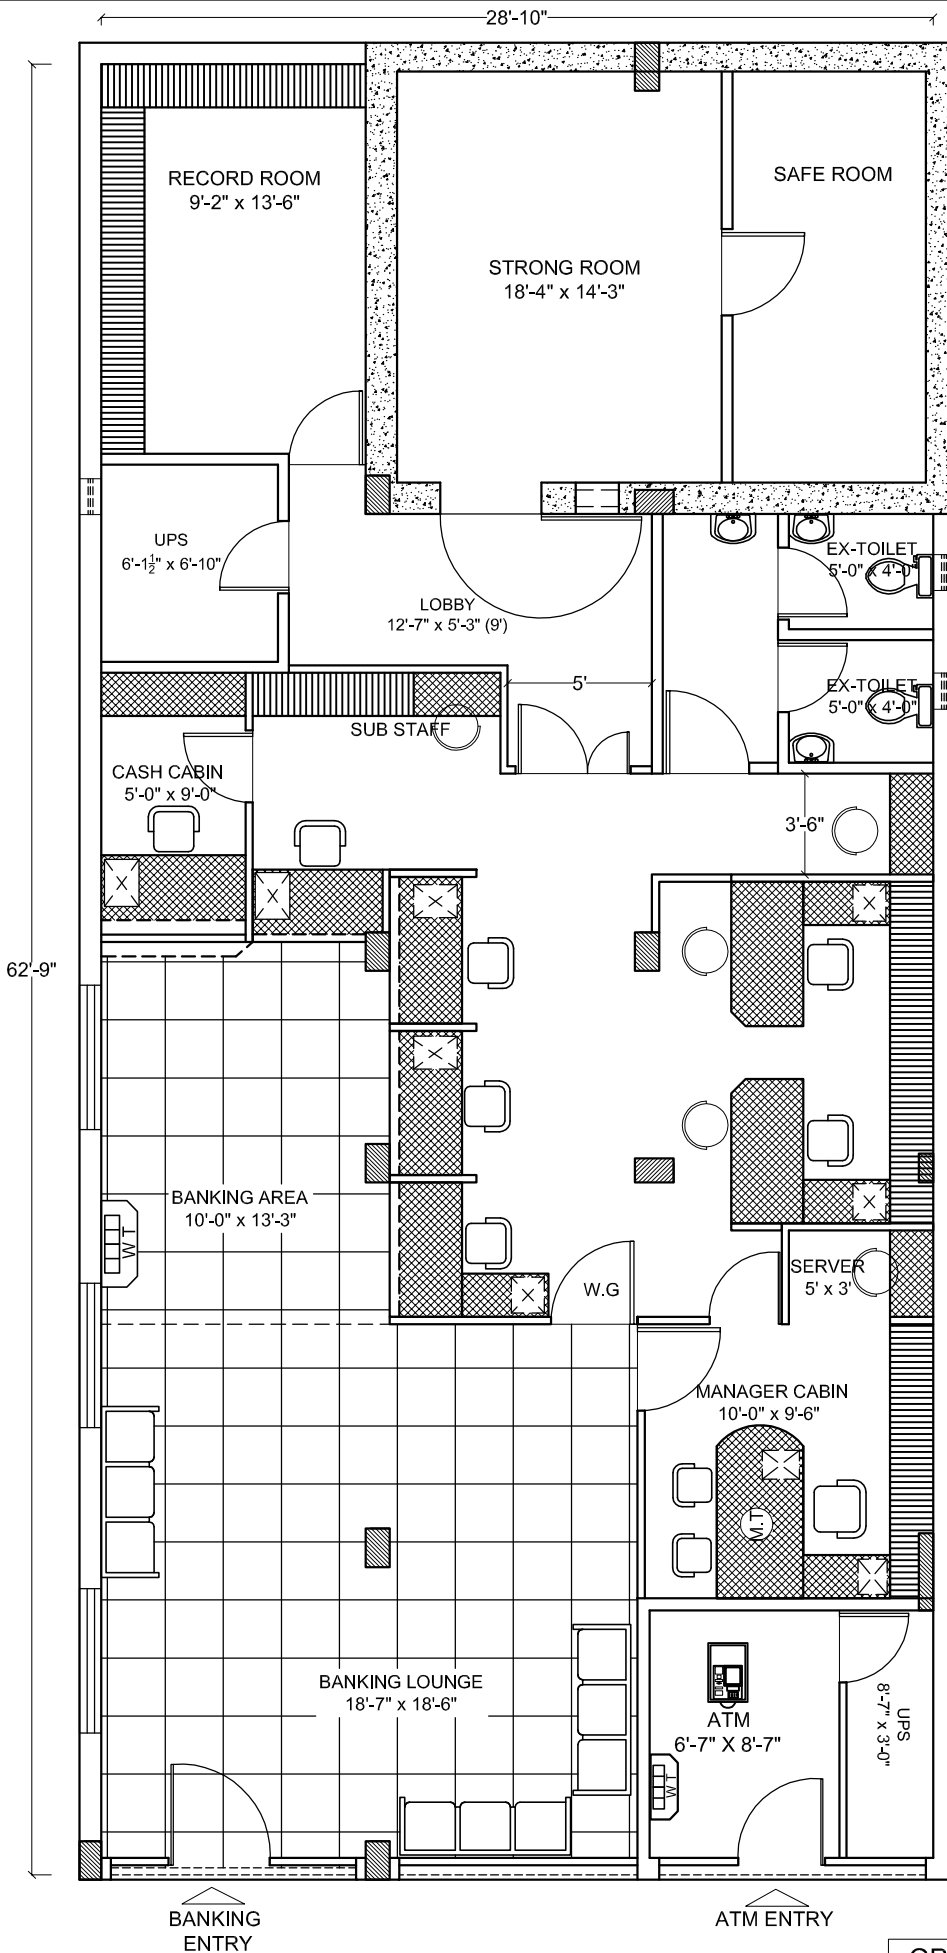 28'-10"
RECORD ROOM
9'-2" x 13'-6"
SAFE ROOM
STRONG ROOM
18'-4" x 14'-3"
UPS
6'-1½" x 6'-10"
EX-TOILET
5'-0" x 4'-0"
LOBBY
12'-7" x 5'-3" (9')
5'
EX-TOILET
5'-0" x 4'-0"
SUB STAFF
CASH CABIN
5'-0" x 9'-0"
3'-6"
X
X
X
X
62'-9"
X
BANKING AREA
10'-0" x 13'-3"
X
W T
SERVER
5' x 3'
W.G
X
MANAGER CABIN
10'-0" x 9'-6"
M.T
BANKING LOUNGE
18'-7" x 18'-6"
UPS
8'-7" x 3'-0"
ATM
6'-7" X 8'-7"
W T
BANKING
ENTRY
ATM ENTRY